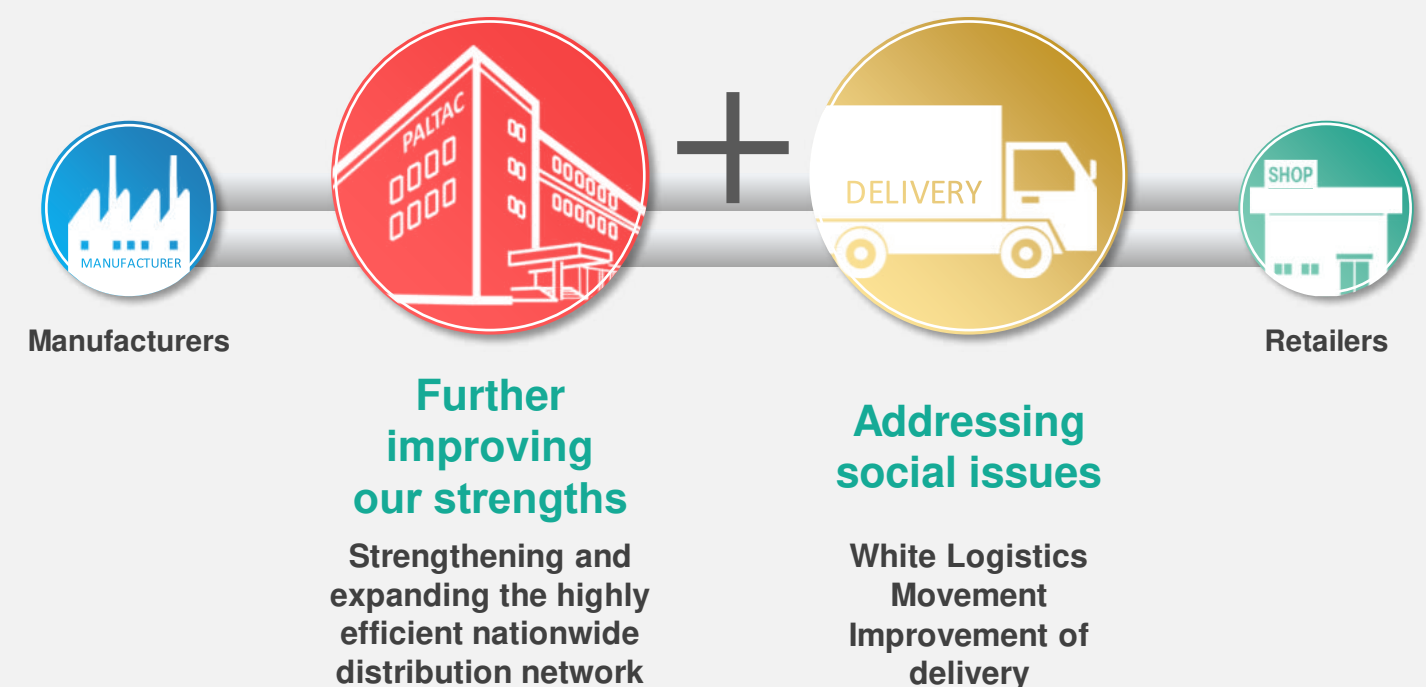 PALTAC
DELIVERY
SHOP
MANUFACTURER
Manufacturers
Retailers
Further
improving
our strengths
Strengthening and
expanding the highly
efficient nationwide
distribution network
Addressing
social issues
White Logistics
Movement
Improvement of
delivery